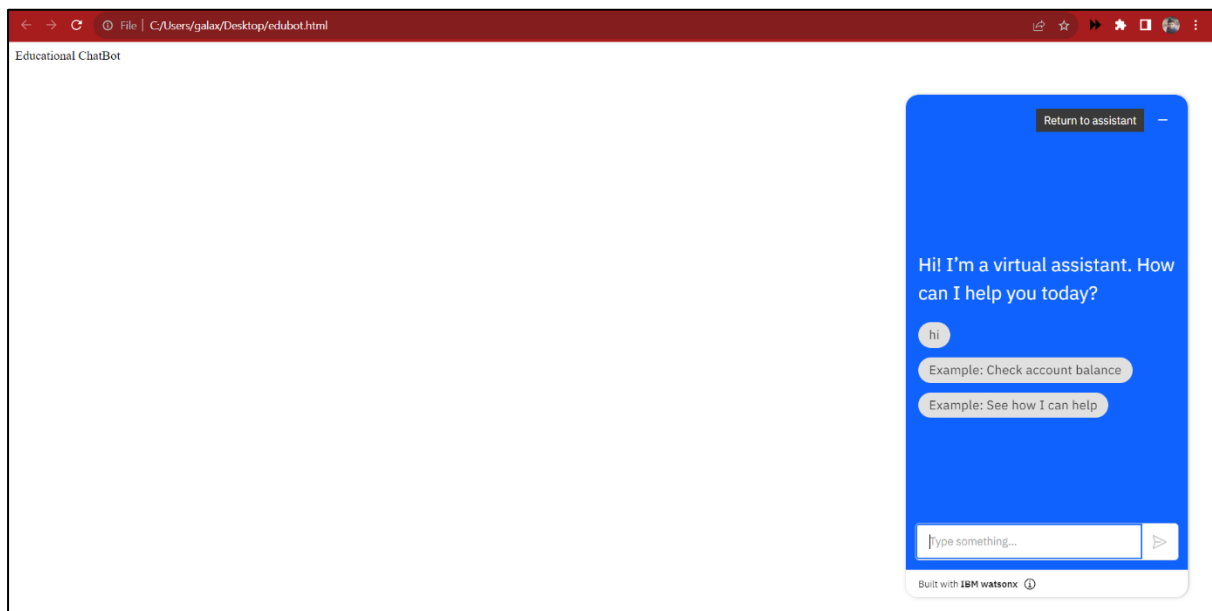 File | C:/Users/galax/Desktop/edubot.html
Educational ChatBot
Return to assistant
Hi! I'm a virtual assistant. How
can I help you today?
hi
Example: Check account balance
Example: See how I can help
Type something...
Built with IBM watsonx